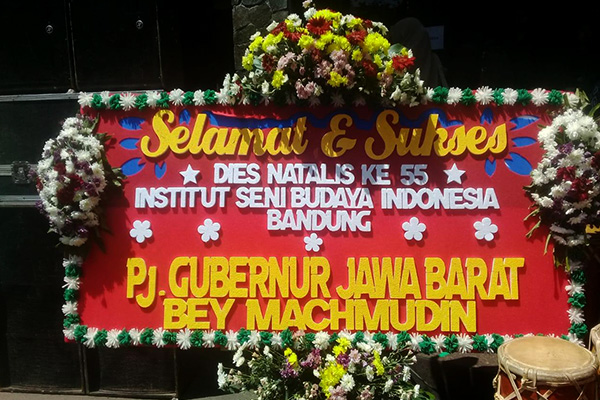 Selamat & Sukses
DIES NATALIS KE 55
INSTITUT SENI BUDAYA INDONESIA
BANDUNG
Pj. GUBERNUR JAWA BARAT
BEY MACHMUDIN